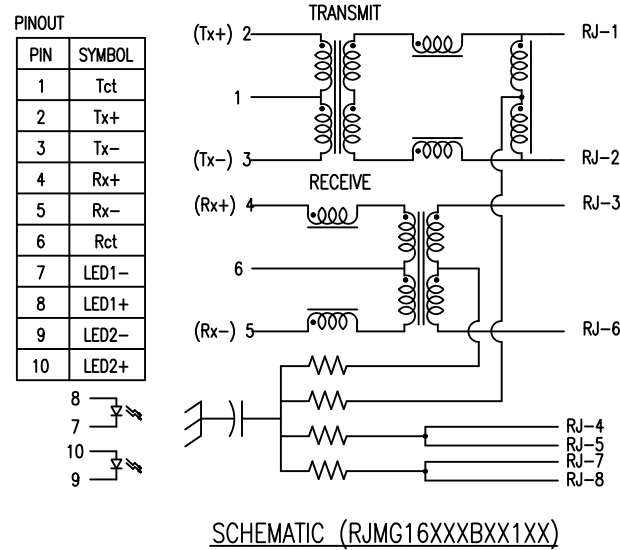 PINOUT
PIN SYMBOL
1 Tct
2 Tx+
3 Tx-
4 Rx+
5 Rx-
6 Rct
7 LED1-
8 LED1+
9 LED2-
10 LED2+
8
7
10
9
TRANSMIT
(Tx+) 2
RJ-1
1
(Tx-) 3
RJ-2
RECEIVE
(Rx+) 4
RJ-3
6
(Rx-) 5
RJ-6
RJ-4
RJ-5
RJ-7
RJ-8
SCHEMATIC (RJMG16XXXBXX1XX)